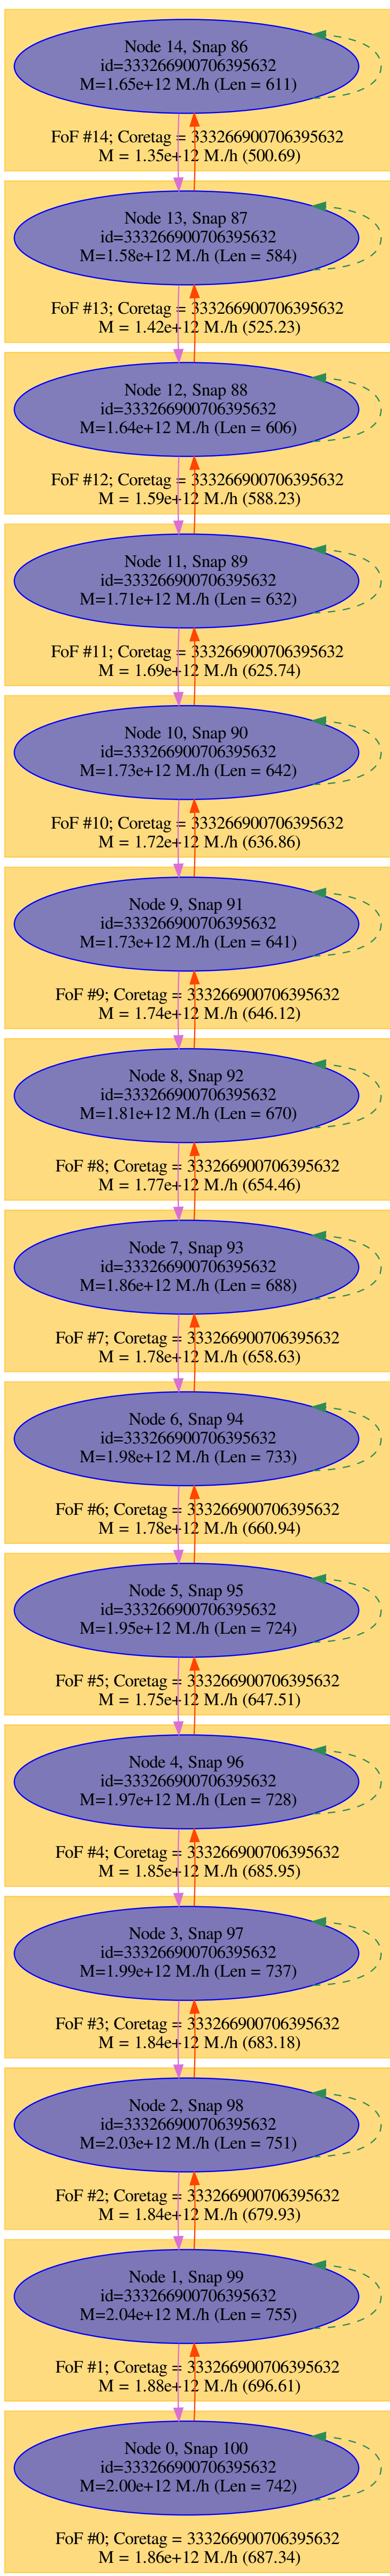 Node 14, Snap 86
id=333266900706395632
M=1.65e+12 M./h (Len = 611)
FoF #14; Coretag = 333266900706395632
M = 1.35e+12 M./h (500.69)
Node 13, Snap 87
id=333266900706395632
M=1.58e+12 M./h (Len = 584)
FoF #13; Coretag = 333266900706395632
M = 1.42e+12 M./h (525.23)
Node 12, Snap 88
id=333266900706395632
M=1.64e+12 M./h (Len = 606)
FoF #12; Coretag = 333266900706395632
M = 1.59e+12 M./h (588.23)
Node 11, Snap 89
id=333266900706395632
M=1.71e+12 M./h (Len = 632)
FoF #11; Coretag = 333266900706395632
M = 1.69e+12 M./h (625.74)
Node 10, Snap 90
id=333266900706395632
M=1.73e+12 M./h (Len = 642)
FoF #10; Coretag = 333266900706395632
M = 1.72e+12 M./h (636.86)
Node 9, Snap 91
id=333266900706395632
M=1.73e+12 M./h (Len = 641)
FoF #9; Coretag = 333266900706395632
M = 1.74e+12 M./h (646.12)
Node 8, Snap 92
id=333266900706395632
M=1.81e+12 M./h (Len = 670)
FoF #8; Coretag = 333266900706395632
M = 1.77e+12 M./h (654.46)
Node 7, Snap 93
id=333266900706395632
M=1.86e+12 M./h (Len = 688)
FoF #7; Coretag = 333266900706395632
M = 1.78e+12 M./h (658.63)
Node 6, Snap 94
id=333266900706395632
M=1.98e+12 M./h (Len = 733)
FoF #6; Coretag = 333266900706395632
M = 1.78e+12 M./h (660.94)
Node 5, Snap 95
id=333266900706395632
M=1.95e+12 M./h (Len = 724)
FoF #5; Coretag = 333266900706395632
M = 1.75e+12 M./h (647.51)
Node 4, Snap 96
id=333266900706395632
M=1.97e+12 M./h (Len = 728)
FoF #4; Coretag = 333266900706395632
M = 1.85e+12 M./h (685.95)
Node 3, Snap 97
id=333266900706395632
M=1.99e+12 M./h (Len = 737)
FoF #3; Coretag = 333266900706395632
M = 1.84e+12 M./h (683.18)
Node 2, Snap 98
id=333266900706395632
M=2.03e+12 M./h (Len = 751)
FoF #2; Coretag = 333266900706395632
M = 1.84e+12 M./h (679.93)
Node 1, Snap 99
id=333266900706395632
M=2.04e+12 M./h (Len = 755)
FoF #1; Coretag = 333266900706395632
M = 1.88e+12 M./h (696.61)
Node 0, Snap 100
id=333266900706395632
M=2.00e+12 M./h (Len = 742)
FoF #0; Coretag = 333266900706395632
M = 1.86e+12 M./h (687.34)